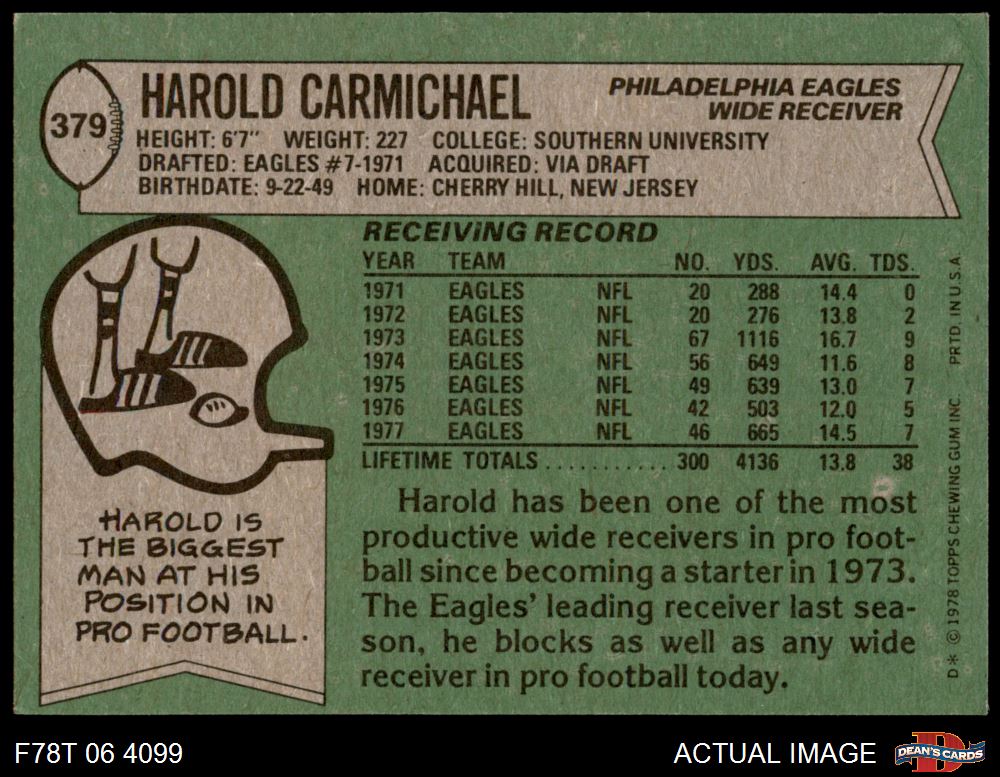 379
HAROLD CARMICHAEL
PHILADELPHIA EAGLES
WIDE RECEIVER
HEIGHT: 6'7" WEIGHT: 227 COLLEGE: SOUTHERN UNIVERSITY
DRAFTED: EAGLES #7-1971 ACQUIRED: VIA DRAFT
BIRTHDATE: 9-22-49 HOME: CHERRY HILL, NEW JERSEY
RECEIVING RECORD
YEAR TEAM NO. YDS. AVG. TDS.
1971 EAGLES NFL 20 288 14.4 0
1972 EAGLES NFL 20 276 13.8 2
1973 EAGLES NFL 67 1116 16.7 9
1974 EAGLES NFL 56 649 11.6 8
1975 EAGLES NFL 49 639 13.0 7
1976 EAGLES NFL 42 503 12.0 5
1977 EAGLES NFL 46 665 14.5 7
LIFETIME TOTALS........... 300 4136 13.8 38
HAROLD IS
THE BIGGEST
MAN AT HIS
POSITION IN
PRO FOOTBALL.
Harold has been one of the most
productive wide receivers in pro foot-
ball since becoming a starter in 1973.
The Eagles' leading receiver last sea-
son, he blocks as well as any wide
receiver in pro football today.
D* © 1978 TOPPS CHEWING GUM INC. PRTD. IN U.S.A.
F78T 06 4099
ACTUAL IMAGE
D
DEAN'S CARDS